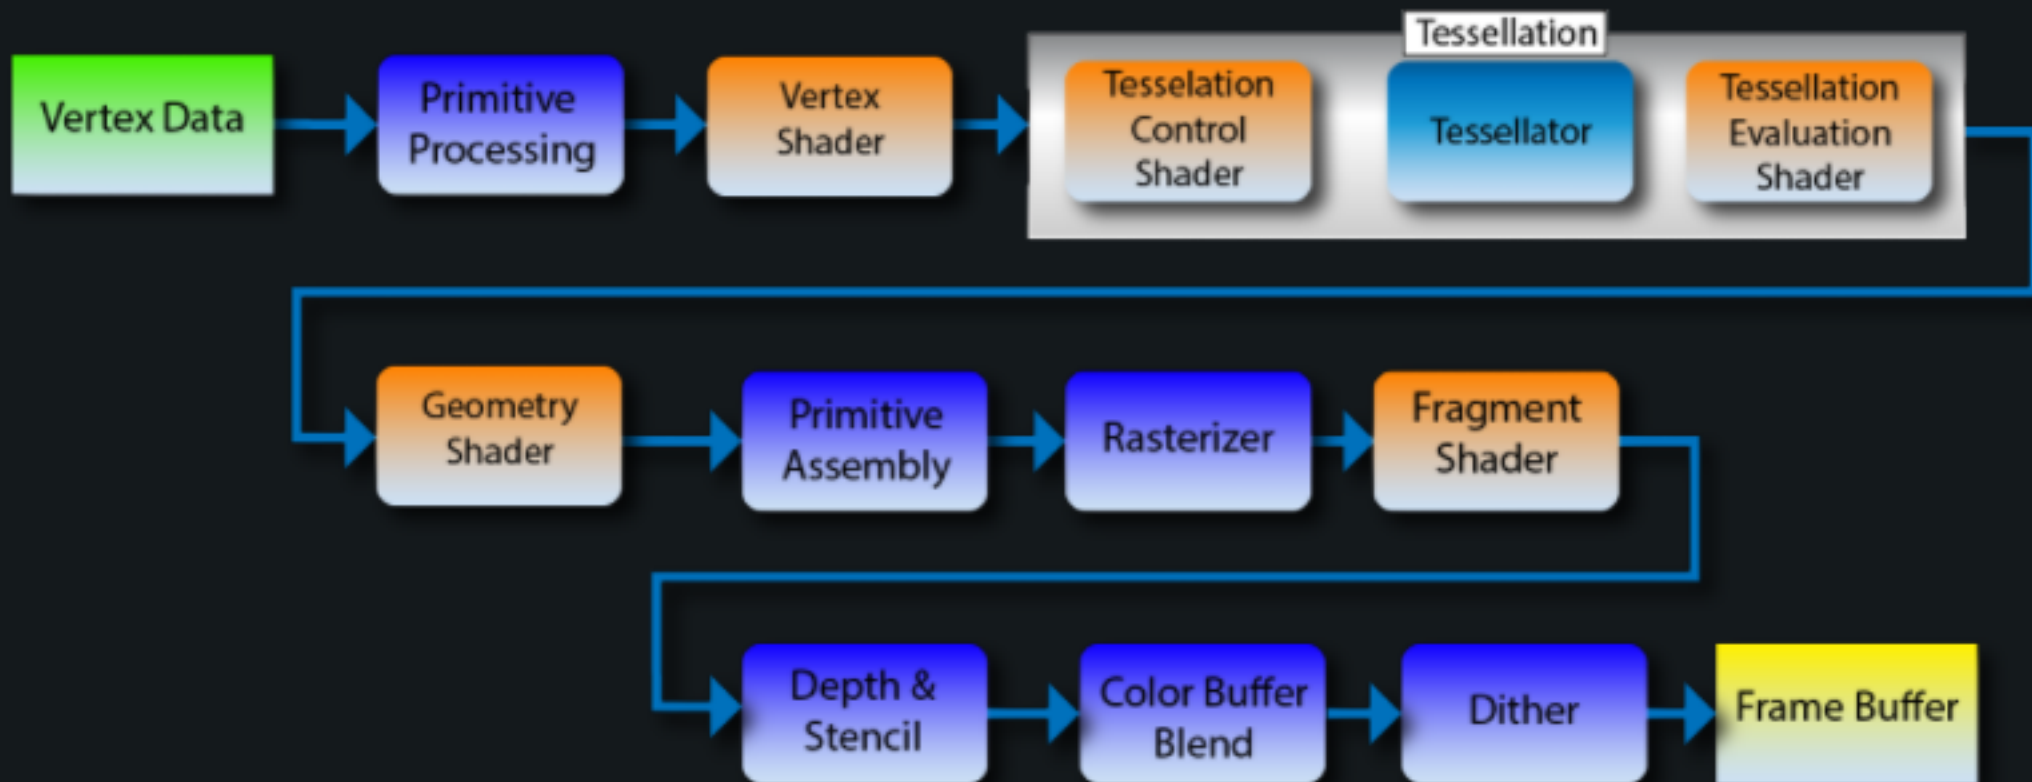 Tessellation
Vertex Data
Primitive
Processing
Vertex
Shader
Tesselation
Control
Shader
Tessellator
Tessellation
Evaluation
Shader
Geometry
Shader
Primitive
Assembly
Rasterizer
Fragment
Shader
Depth &
Stencil
Color Buffer
Blend
Dither
Frame Buffer